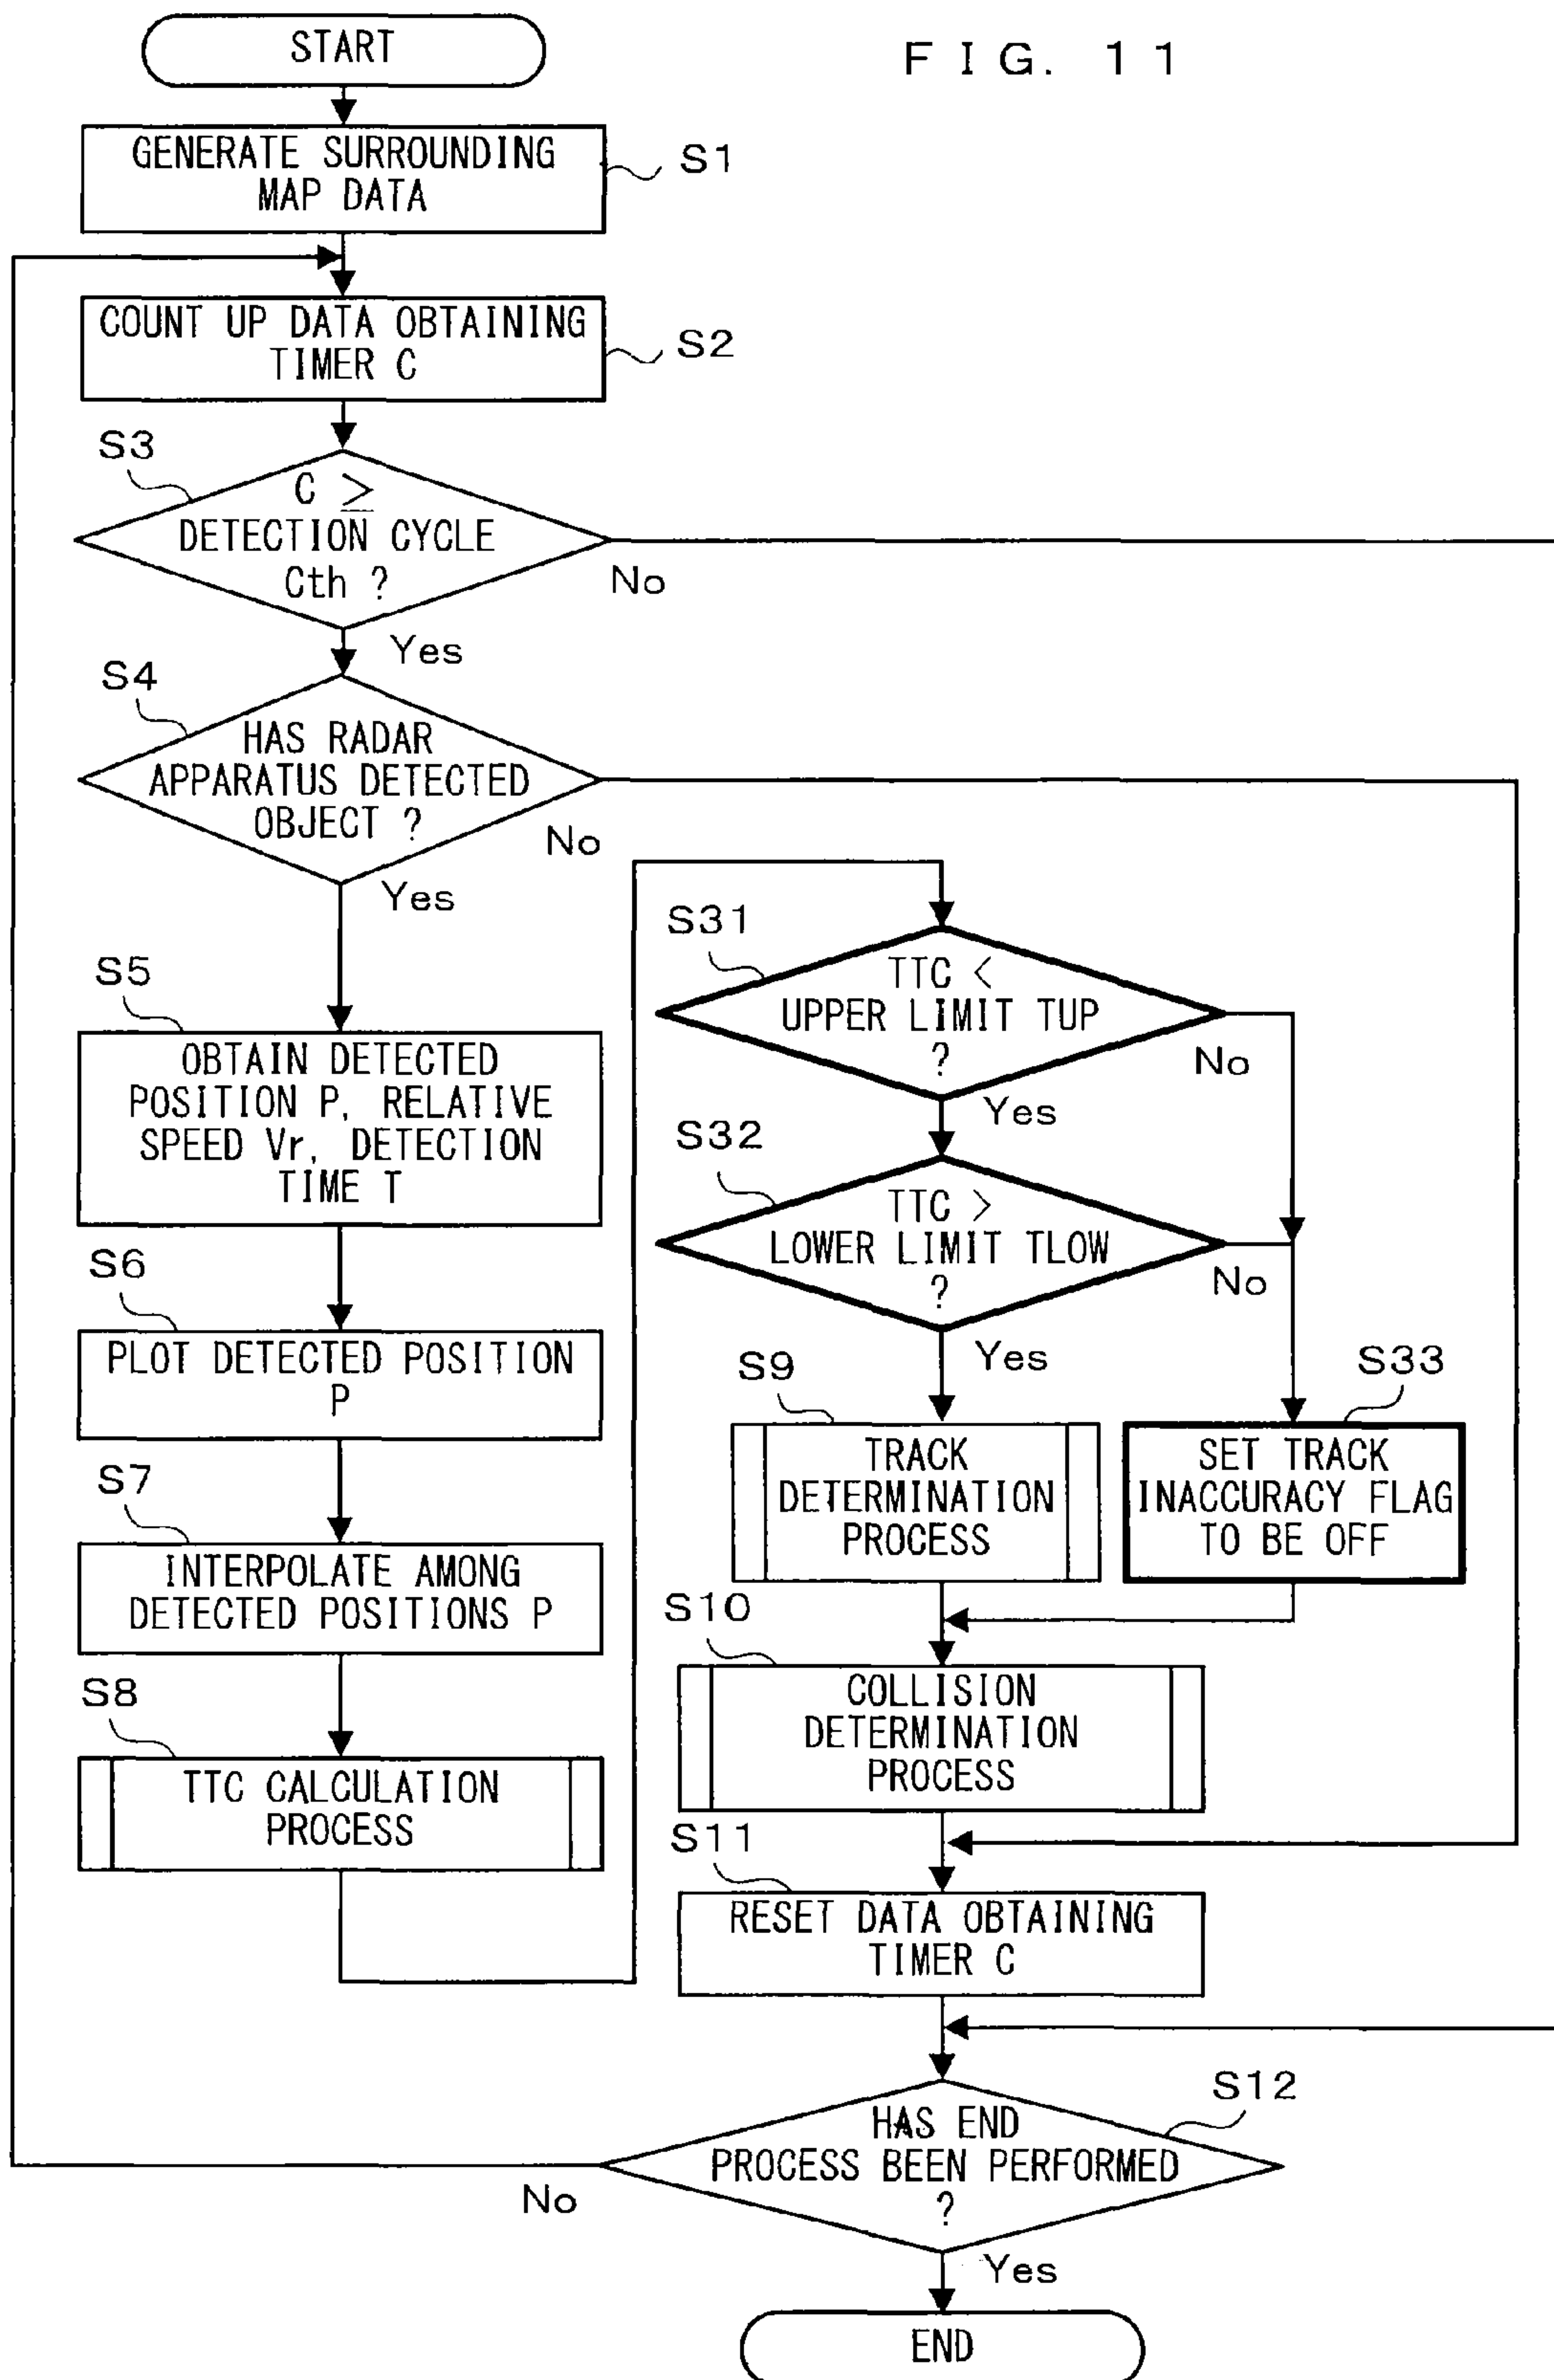 FIG. 11
START
GENERATE SURROUNDING
MAP DATA
S1
COUNT UP DATA OBTAINING
TIMER C
S2
S3
C ≥
DETECTION CYCLE
Cth ?
No
Yes
S4
HAS RADAR
APPARATUS DETECTED
OBJECT ?
No
Yes
S5
OBTAIN DETECTED
POSITION P, RELATIVE
SPEED Vr, DETECTION
TIME T
S6
PLOT DETECTED POSITION
P
S7
INTERPOLATE AMONG
DETECTED POSITIONS P
S8
TTC CALCULATION
PROCESS
S31
TTC <
UPPER LIMIT TUP
?
No
Yes
S32
TTC >
LOWER LIMIT TLOW
?
No
Yes
S9
TRACK
DETERMINATION
PROCESS
S33
SET TRACK
INACCURACY FLAG
TO BE OFF
S10
COLLISION
DETERMINATION
PROCESS
S11
RESET DATA OBTAINING
TIMER C
S12
HAS END
PROCESS BEEN PERFORMED
?
No
Yes
END